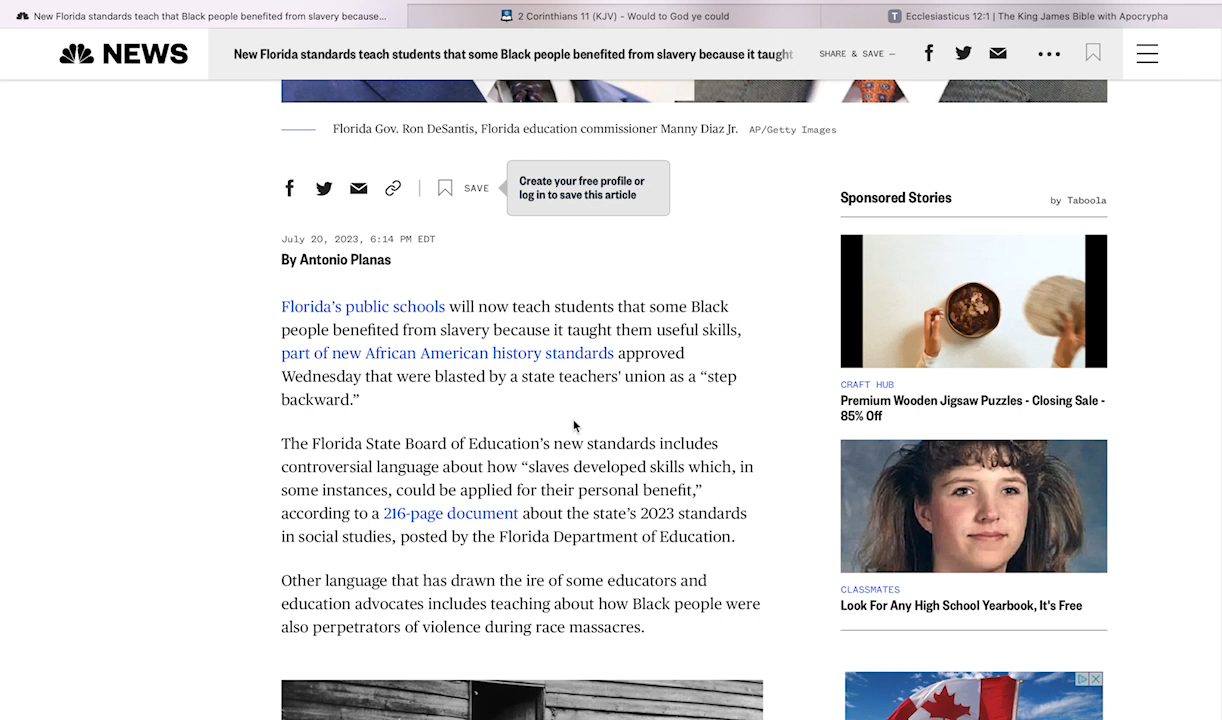 New Florida standards teach that Black people benefited from slavery because...
2 Corinthians 11 (KJV) - Would to God ye could
T Ecclesiasticus 12:1 | The King James Bible with Apocrypha
NEWS
New Florida standards teach students that some Black people benefited from slavery because it taught
SHARE & SAVE —
Florida Gov. Ron DeSantis, Florida education commissioner Manny Diaz Jr. AP/Getty Images
SAVE
Create your free profile or
log in to save this article
July 20, 2023, 6:14 PM EDT
By Antonio Planas
Florida's public schools will now teach students that some Black
people benefited from slavery because it taught them useful skills,
part of new African American history standards approved
Wednesday that were blasted by a state teachers' union as a “step
backward.”
The Florida State Board of Education's new standards includes
controversial language about how “slaves developed skills which, in
some instances, could be applied for their personal benefit,”
according to a 216-page document about the state's 2023 standards
in social studies, posted by the Florida Department of Education.
Other language that has drawn the ire of some educators and
education advocates includes teaching about how Black people were
also perpetrators of violence during race massacres.
Sponsored Stories
by Taboola
CRAFT HUB
Premium Wooden Jigsaw Puzzles - Closing Sale -
85% Off
CLASSMATES
Look For Any High School Yearbook, It's Free